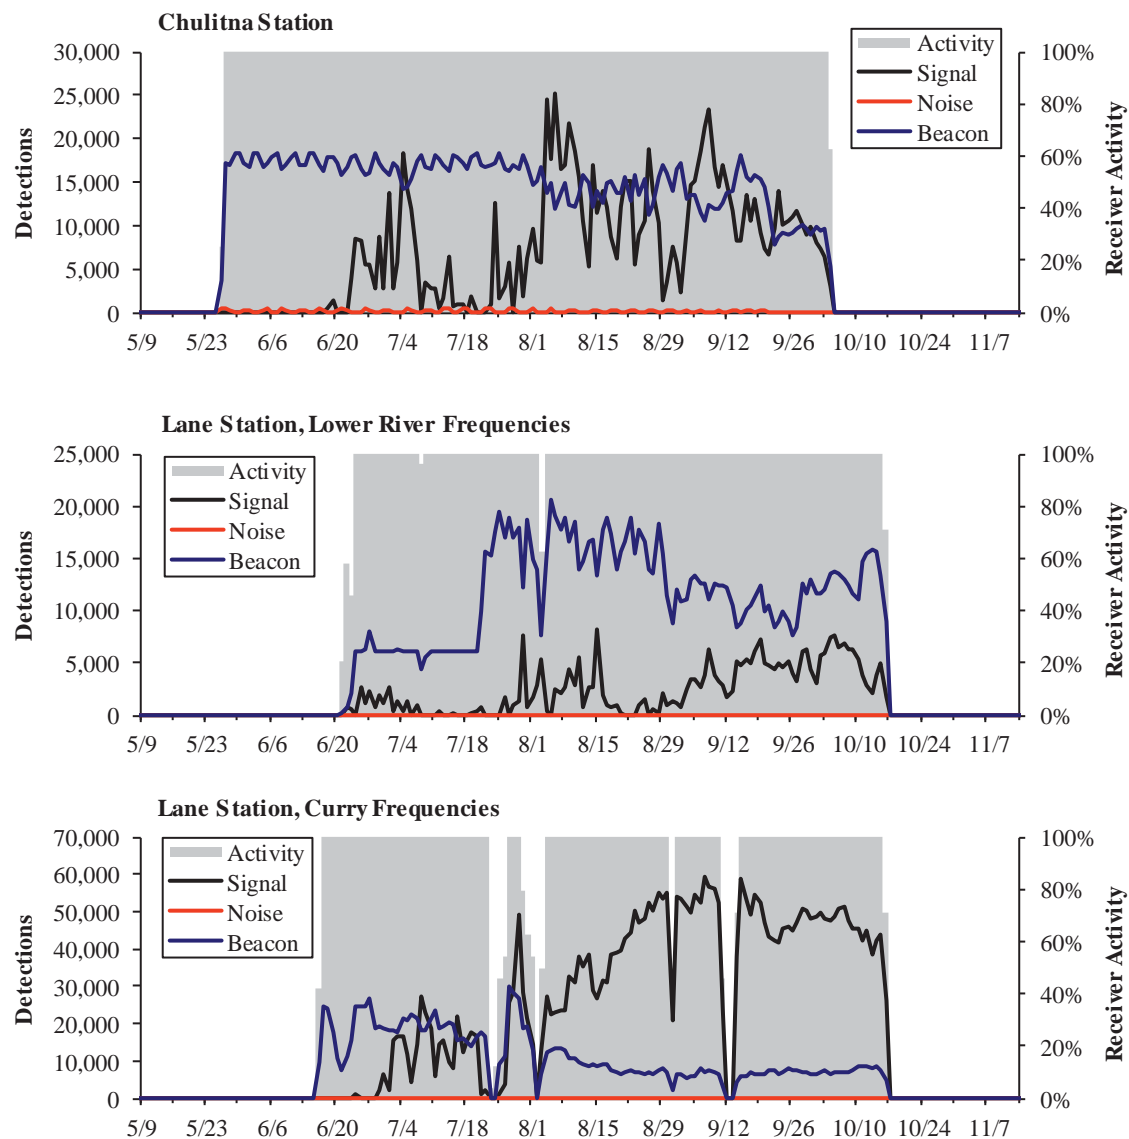 Chulitna Station
30,000
25,000
20,000
15,000
10,000
5,000
0
Detections
100%
80%
60%
40%
20%
0%
Receiver Activity
Activity
Signal
Noise
Beacon
5/9 5/23 6/6 6/20 7/4 7/18 8/1 8/15 8/29 9/12 9/26 10/10 10/24 11/7
Lane Station, Lower River Frequencies
25,000
20,000
15,000
10,000
5,000
0
Detections
100%
80%
60%
40%
20%
0%
Receiver Activity
Activity
Signal
Noise
Beacon
5/9 5/23 6/6 6/20 7/4 7/18 8/1 8/15 8/29 9/12 9/26 10/10 10/24 11/7
Lane Station, Curry Frequencies
70,000
60,000
50,000
40,000
30,000
20,000
10,000
0
Detections
100%
80%
60%
40%
20%
0%
Receiver Activity
Activity
Signal
Noise
Beacon
5/9 5/23 6/6 6/20 7/4 7/18 8/1 8/15 8/29 9/12 9/26 10/10 10/24 11/7